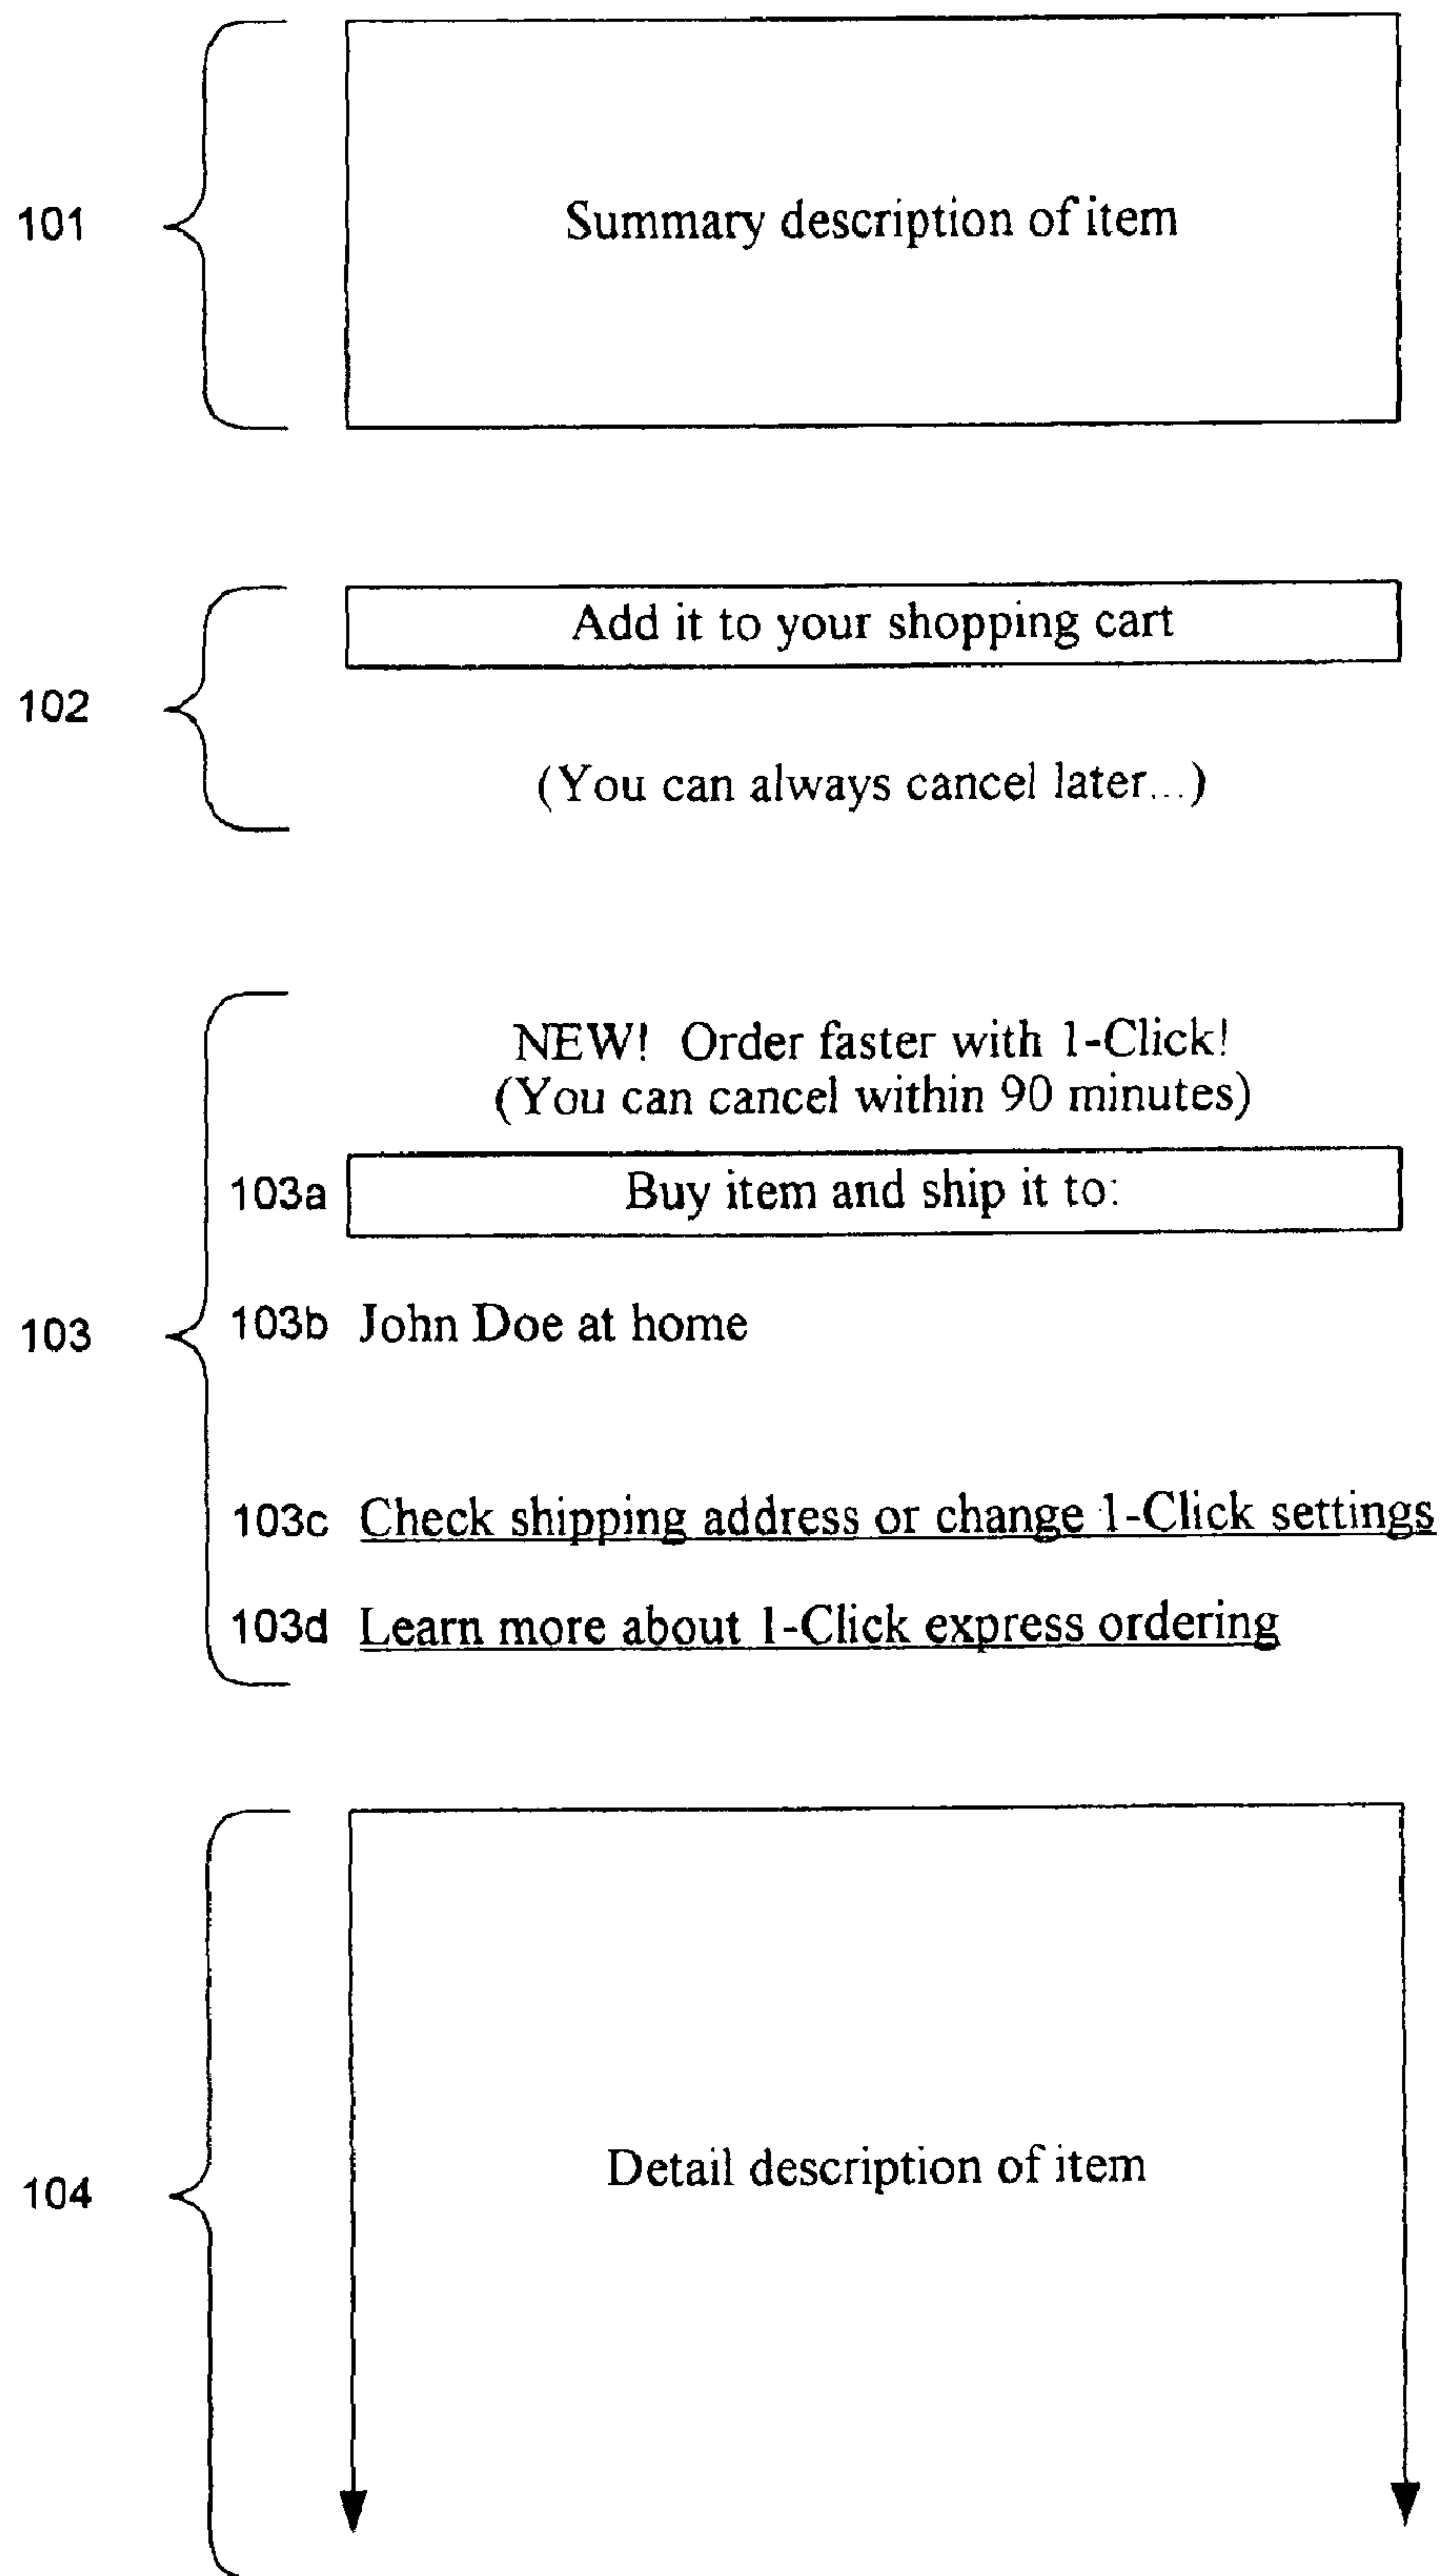 101
Summary description of item
Add it to your shopping cart
102
(You can always cancel later...)
NEW! Order faster with 1-Click!
(You can cancel within 90 minutes)
103a Buy item and ship it to:
103
103b John Doe at home
103c Check shipping address or change 1-Click settings
103d Learn more about 1-Click express ordering
104
Detail description of item